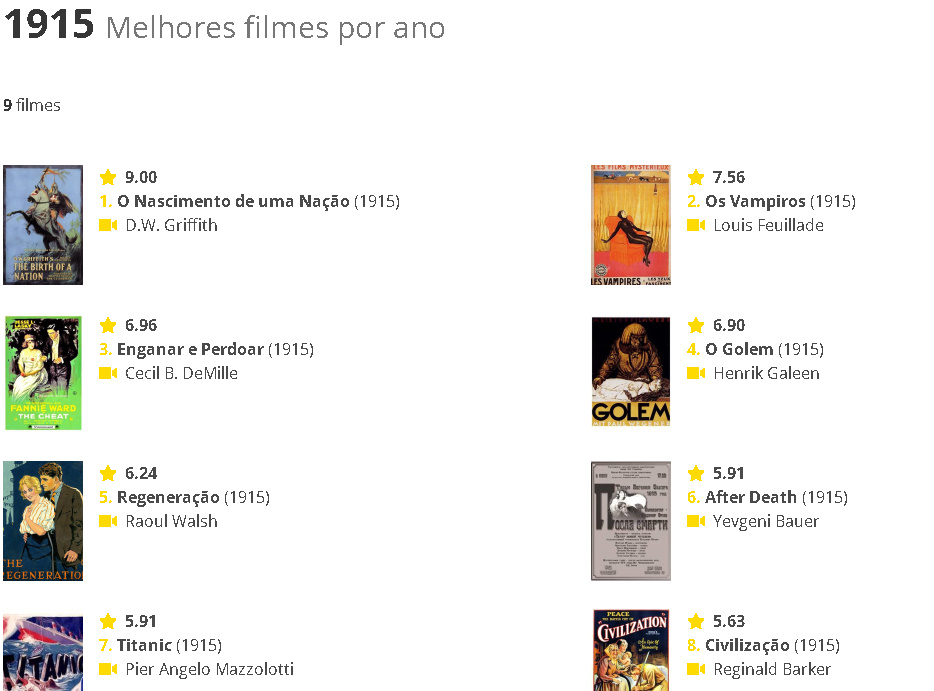 1915 Melhores filmes por ano
9 filmes
9.00
1. O Nascimento de uma Nação (1915)
D.W. Griffith
THE BIRTH OF A
NATION
7.56
2. Os Vampiros (1915)
Louis Feuillade
LES FILMS MYSTERIEUX
LES VAMPIRES
6.96
3. Enganar e Perdoar (1915)
Cecil B. DeMille
JESSE L.
LASKY
FANNIE WARD
THE CHEAT
6.90
4. O Golem (1915)
Henrik Galeen
GOLEM
6.24
5. Regeneração (1915)
Raoul Walsh
THE
REGENERATION
5.91
6. After Death (1915)
Yevgeni Bauer
5.91
7. Titanic (1915)
Pier Angelo Mazzolotti
TITANIC
5.63
8. Civilização (1915)
Reginald Barker
PEACE
CIVILIZATION